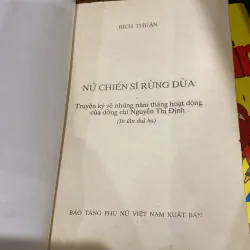 BÍCH THUẬN
NỮ CHIẾN SĨ RỪNG DỪA
Truyện ký về những năm tháng hoạt động
của đồng chí Nguyễn Thị Định
(In lần thứ ba)
BẢO TÀNG PHỤ NỮ VIỆT NAM XUẤT BẢN